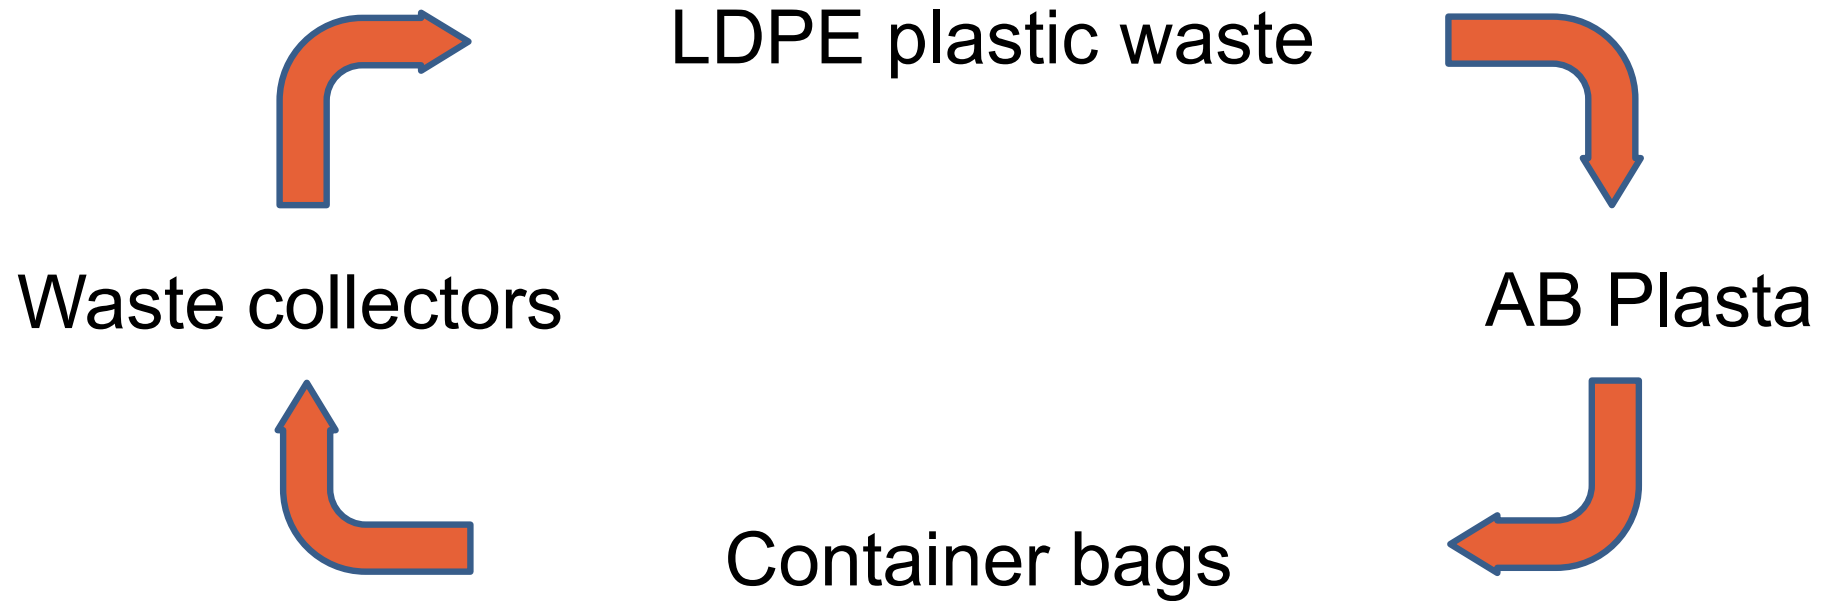 LDPE plastic waste
Waste collectors
AB Plasta
Container bags